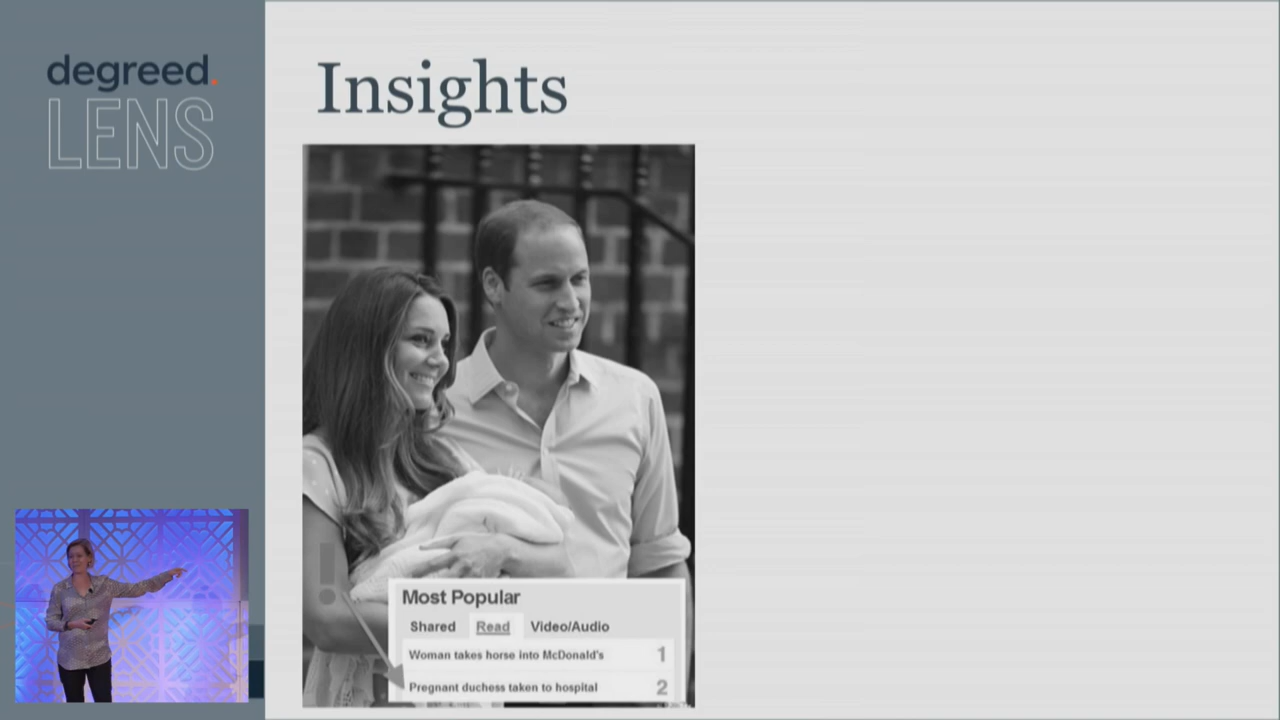 degreed.
LENS
Insights
!
Most Popular
Shared Read Video/Audio
Woman takes horse into McDonald's 1
Pregnant duchess taken to hospital 2